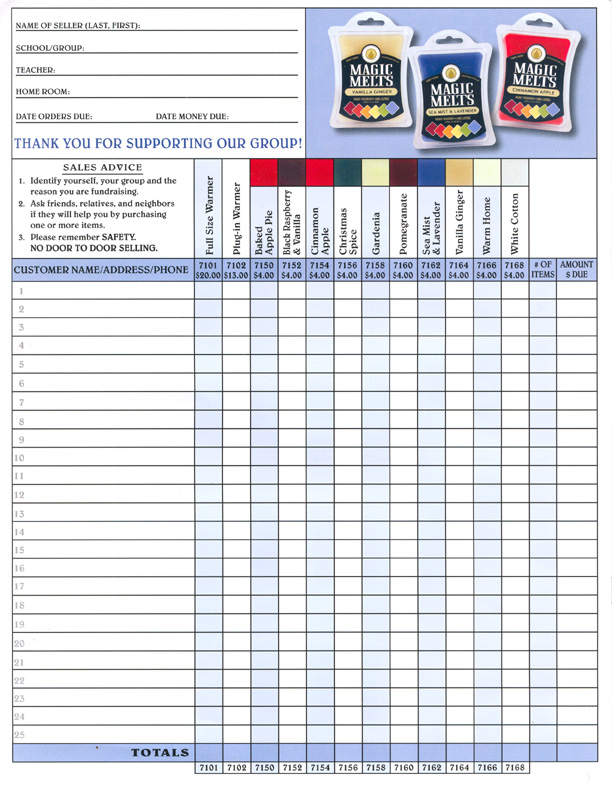 NAME OF SELLER (LAST, FIRST):
SCHOOL/GROUP:
TEACHER:
HOME ROOM:
DATE ORDERS DUE: DATE MONEY DUE:
THANK YOU FOR SUPPORTING OUR GROUP!
MAGIC
MELTS
VANILLA GINGER
MAGIC
MELTS
SEA MIST & LAVENDER
MAGIC
MELTS
CINNAMON APPLE
SALES ADVICE
1. Identify yourself, your group and the
reason you are fundraising.
2. Ask friends, relatives, and neighbors
if they will help you by purchasing
one or more items.
3. Please remember SAFETY.
NO DOOR TO DOOR SELLING.
Full Size Warmer
Plug-in Warmer
Baked
Apple Pie
Black Raspberry
& Vanilla
Cinnamon
Apple
Christmas
Spice
Gardenia
Pomegranate
Sea Mist
& Lavender
Vanilla Ginger
Warm Home
White Cotton
CUSTOMER NAME/ADDRESS/PHONE
7101 7102 7150 7152 7154 7156 7158 7160 7162 7164 7166 7168 # OF AMOUNT
$20.00 $13.00 $4.00 $4.00 $4.00 $4.00 $4.00 $4.00 $4.00 $4.00 $4.00 $4.00 ITEMS $ DUE
1
2
3
4
5
6
7
8
9
10
11
12
13
14
15
16
17
18
19
20
21
22
23
24
25
TOTALS
7101 7102 7150 7152 7154 7156 7158 7160 7162 7164 7166 7168